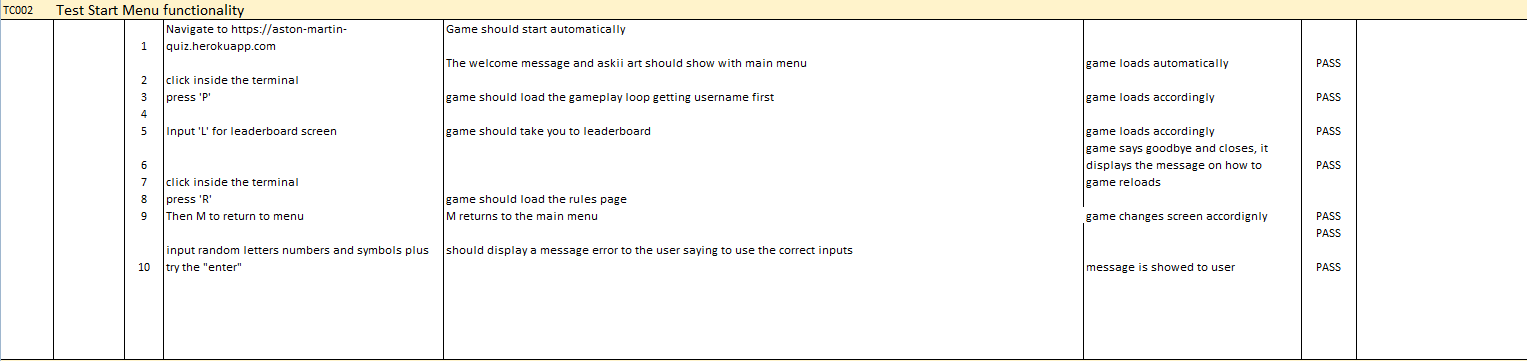 TC002 Test Start Menu functionality
Navigate to https://aston-martin- Game should start automatically
1 quiz.herokuapp.com
The welcome message and askii art should show with main menu game loads automatically PASS
2 click inside the terminal
3 press 'P' game should load the gameplay loop getting username first game loads accordingly PASS
4
5 Input 'L' for leaderboard screen game should take you to leaderboard game loads accordingly PASS
game says goodbye and closes, it
6 displays the message on how to PASS
7 click inside the terminal game reloads
8 press 'R' game should load the rules page
9 Then M to return to menu M returns to the main menu game changes screen accordignly PASS
PASS
input random letters numbers and symbols plus should display a message error to the user saying to use the correct inputs
10 try the "enter" message is showed to user PASS